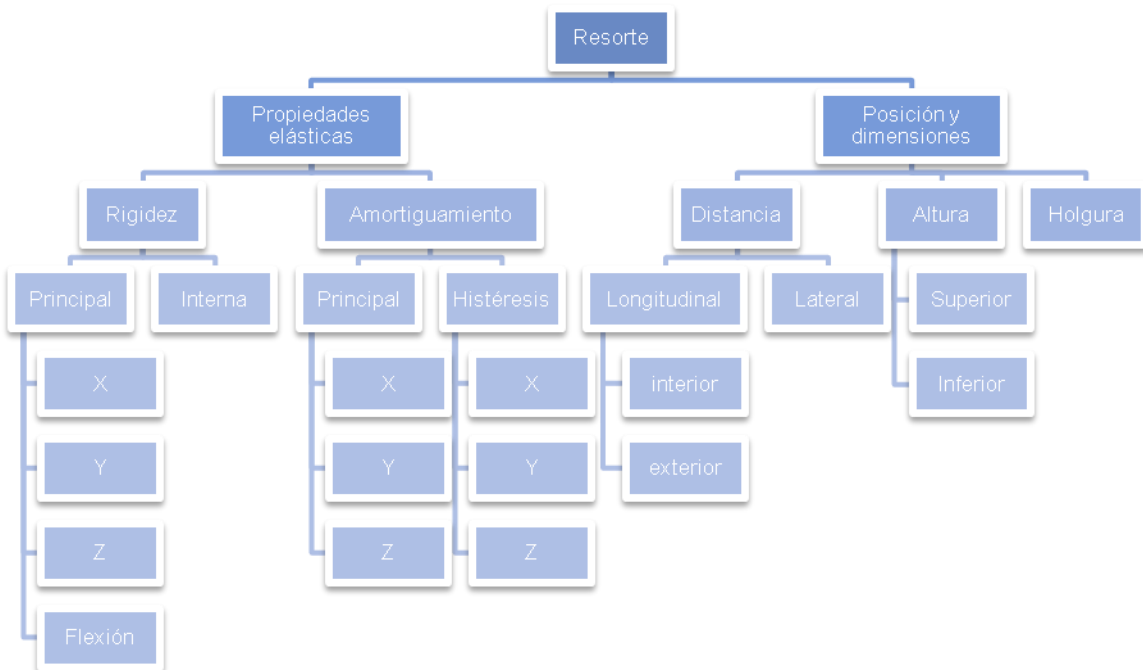 Resorte
Propiedades
elásticas
Posición y
dimensiones
Rigidez
Amortiguamiento
Distancia
Altura
Holgura
Principal
Interna
Principal
Histéresis
Longitudinal
Lateral
Superior
X
X
X
interior
Inferior
Y
Y
Y
exterior
Z
Z
Z
Flexión